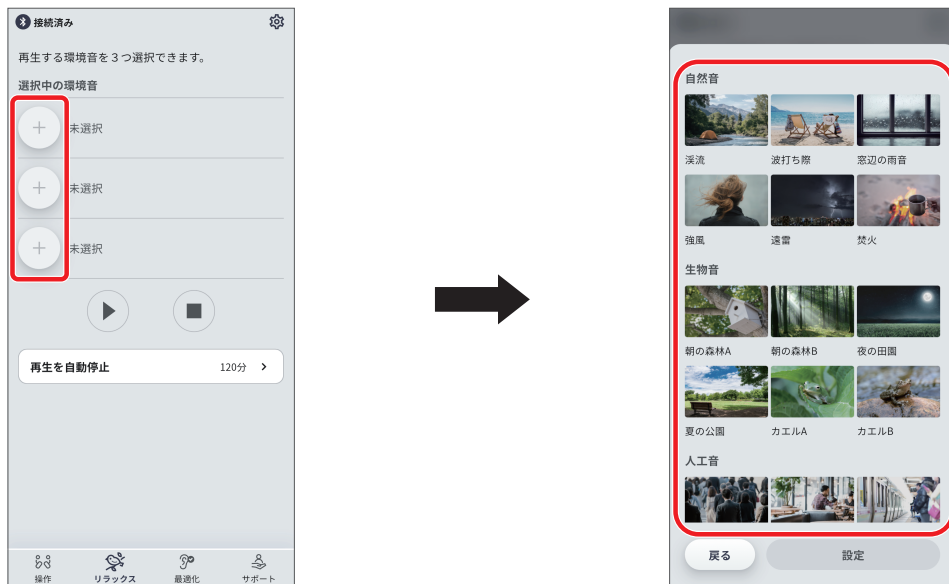 接続済み
再生する環境音を3つ選択できます。
選択中の環境音
未選択
未選択
未選択
再生を自動停止 120分
操作 リラックス 最適化 サポート
自然音
渓流 波打ち際 窓辺の雨音
強風 遠雷 焚火
生物音
朝の森林A 朝の森林B 夜の田園
夏の公園 カエルA カエルB
人工音
戻る 設定